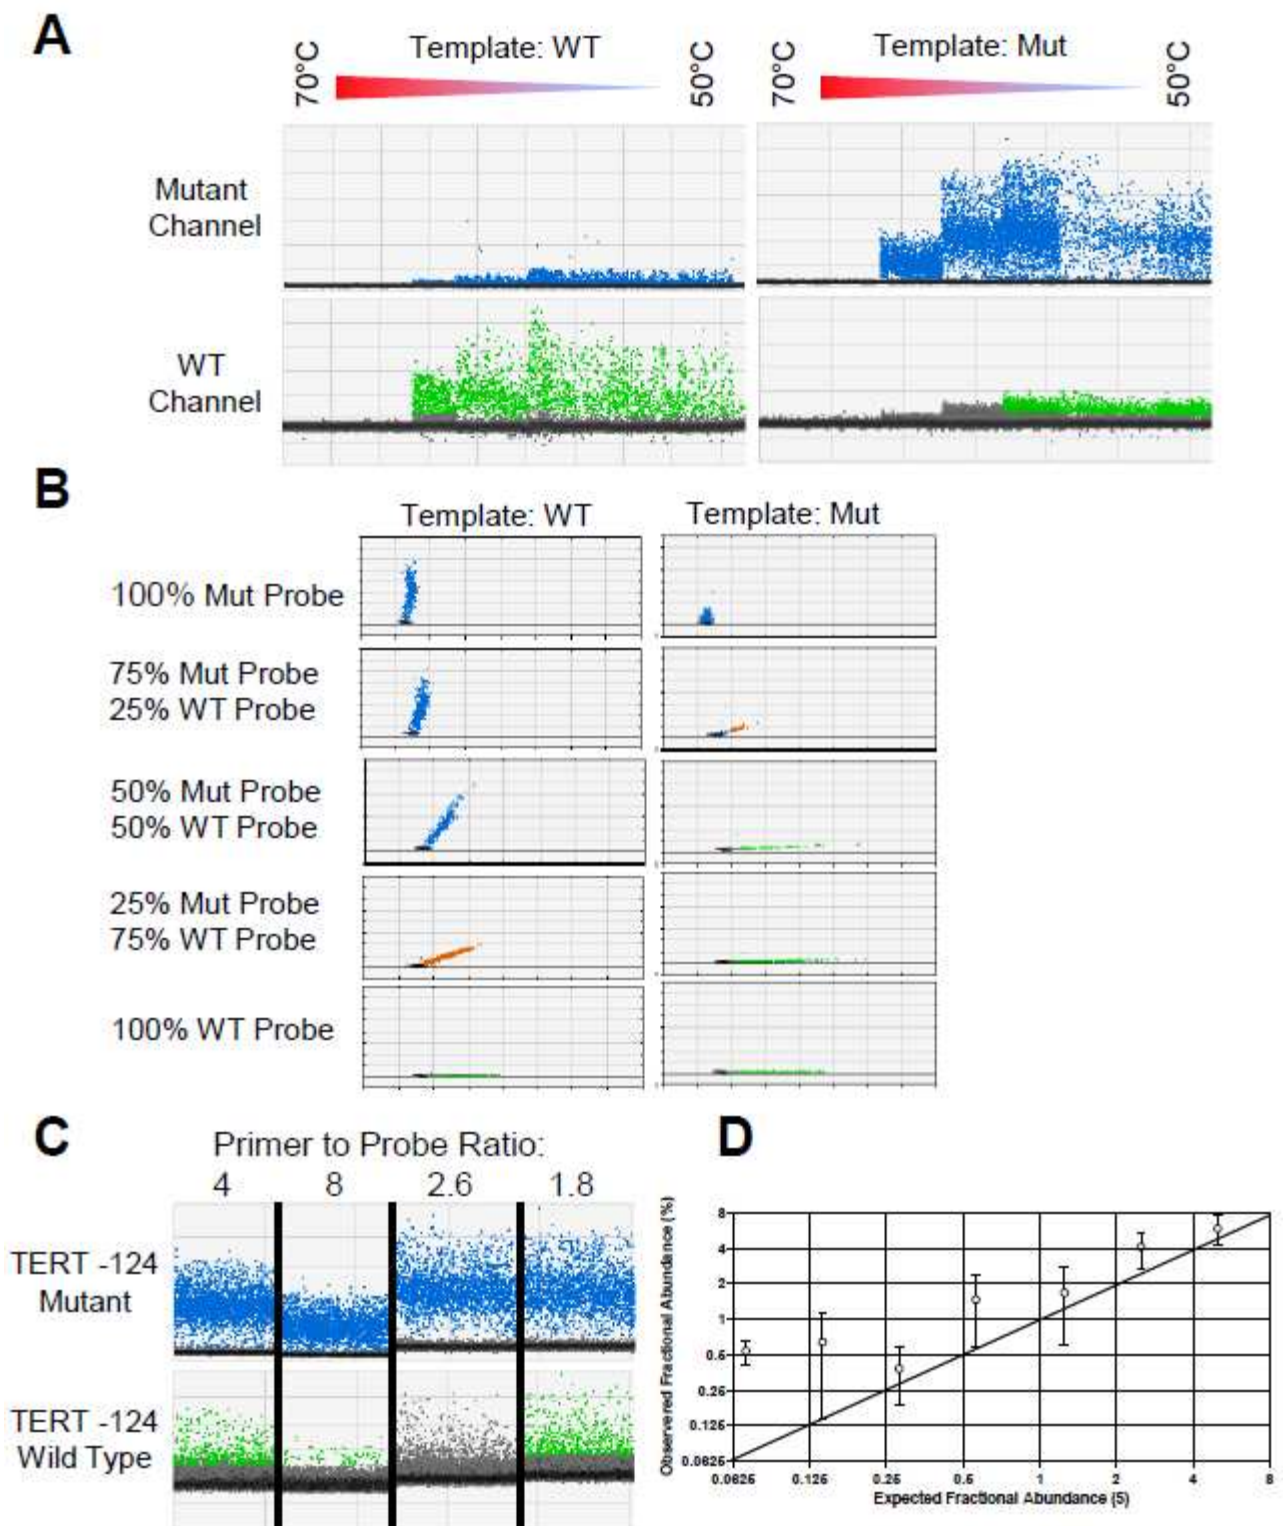 A
70°C
Template: WT
50°C
70°C
Template: Mut
50°C
Mutant
Channel
WT
Channel
B
Template: WT
Template: Mut
100% Mut Probe
75% Mut Probe
25% WT Probe
50% Mut Probe
50% WT Probe
25% Mut Probe
75% WT Probe
100% WT Probe
C
Primer to Probe Ratio:
4 8 2.6 1.8
TERT -124
Mutant
TERT -124
Wild Type
D
Observered Fractional Abundance (%)
8
4
2
1
0.5
0.25
0.125
0.0625
0.0625 0.125 0.25 0.5 1 2 4 8
Expected Fractional Abundance (5)